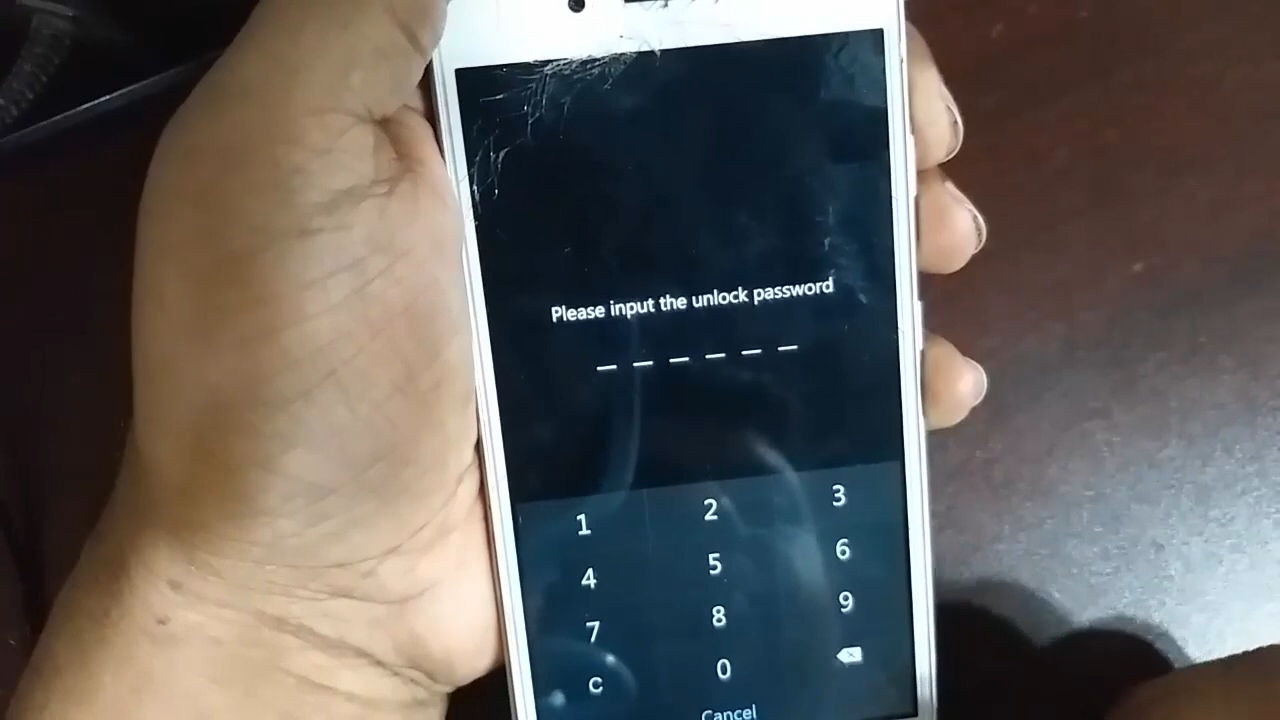 Please input the unlock password
_ _ _ _ _ _
1 2 3
4 5 6
7 8 9
C 0
Cancel